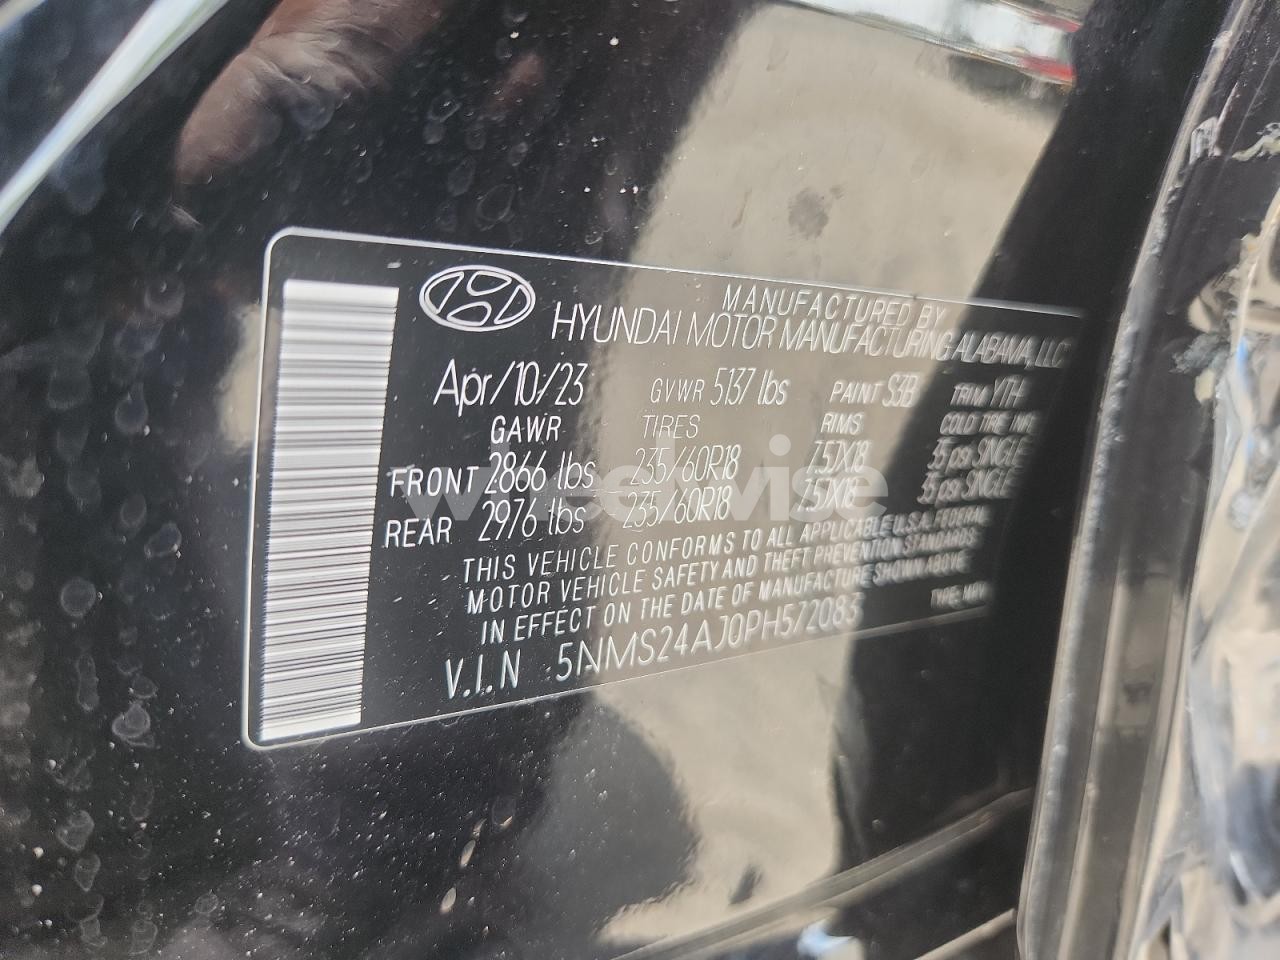 MANUFACTURED BY
HYUNDAI MOTOR MANUFACTURING ALABAMA, LLC
Apr/10/23 GVWR 5137 lbs PAINT S3B TRIM YTH
GAWR TIRES RIMS COLD TIRE INFL
FRONT 2866 lbs 235/60R18 7.5JX18 35 psi SINGLE
REAR 2976 lbs 235/60R18 7.5JX18 35 psi SINGLE
THIS VEHICLE CONFORMS TO ALL APPLICABLE U.S.A. FEDERAL
MOTOR VEHICLE SAFETY AND THEFT PREVENTION STANDARDS
IN EFFECT ON THE DATE OF MANUFACTURE SHOWN ABOVE
TYPE: MPV
V.I.N 5NMS24AJ0PH572083